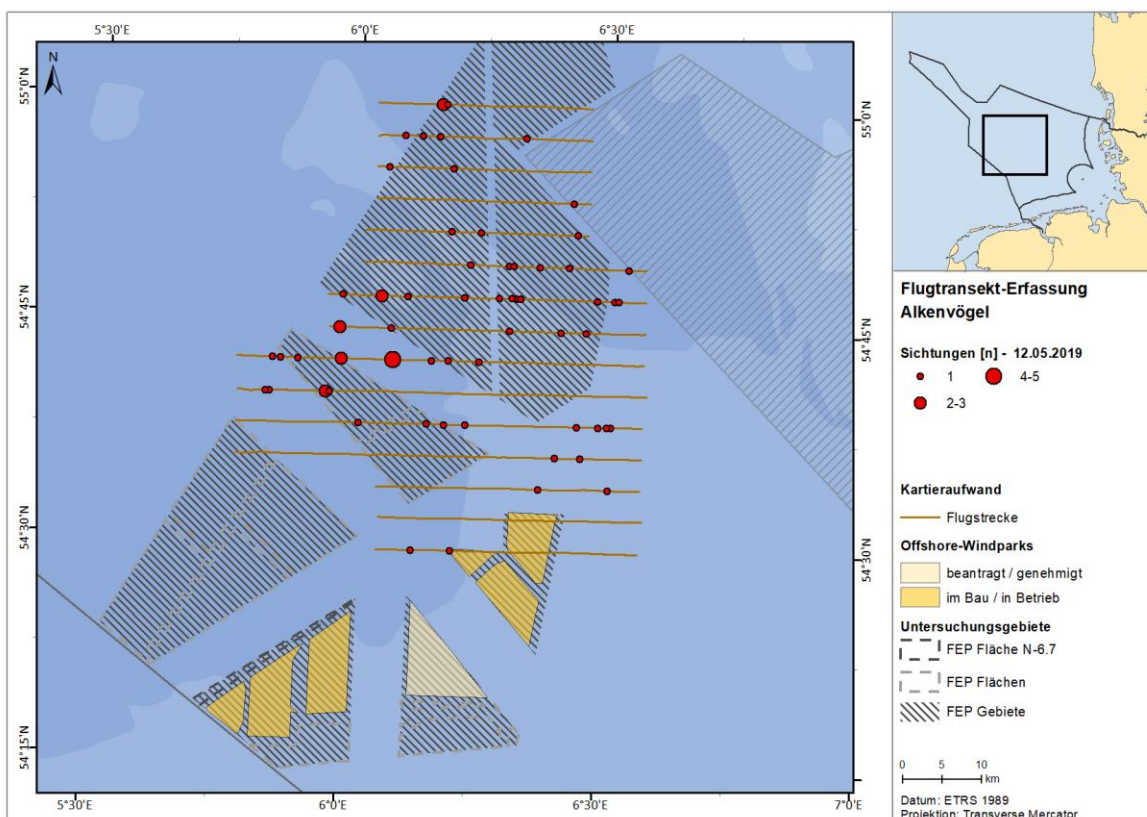 5°30'E
6°0'E
6°30'E
N
55°0'N
55°0'N
54°45'N
54°45'N
54°30'N
54°30'N
54°15'N
5°30'E
6°0'E
6°30'E
7°0'E
Flugtransekt-Erfassung
Alkenvögel
Sichtungen [n] - 12.05.2019
1
4-5
2-3
Kartieraufwand
Flugstrecke
Offshore-Windparks
beantragt / genehmigt
im Bau / in Betrieb
Untersuchungsgebiete
FEP Fläche N-6.7
FEP Flächen
FEP Gebiete
0 5 10
km
Datum: ETRS 1989
Projektion: Transverse Mercator